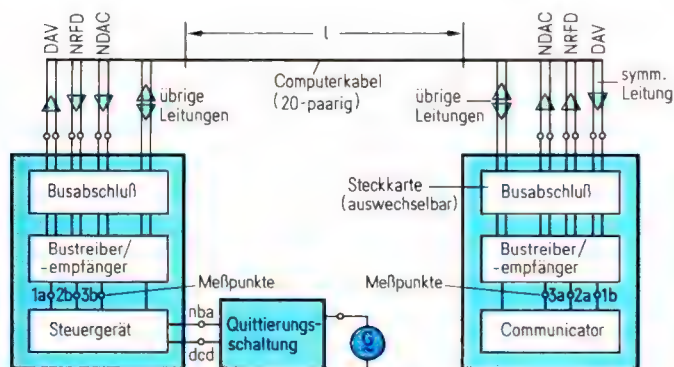 DAV
NRFD
NDAC
l
NDAC
NRFD
DAV
Computerkabel
(20-paarig)
übrige
Leitungen
übrige
Leitungen
symm.
Leitung
Busabschluß
Steckkarte
(auswechselbar)
Busabschluß
Bustreiber/
-empfänger
Bustreiber/
-empfänger
1a 2b 3b
Meßpunkte
Meßpunkte
3a 2a 1b
Steuergerät
nba
dcd
Quittierungs-
schaltung
G
Communicator